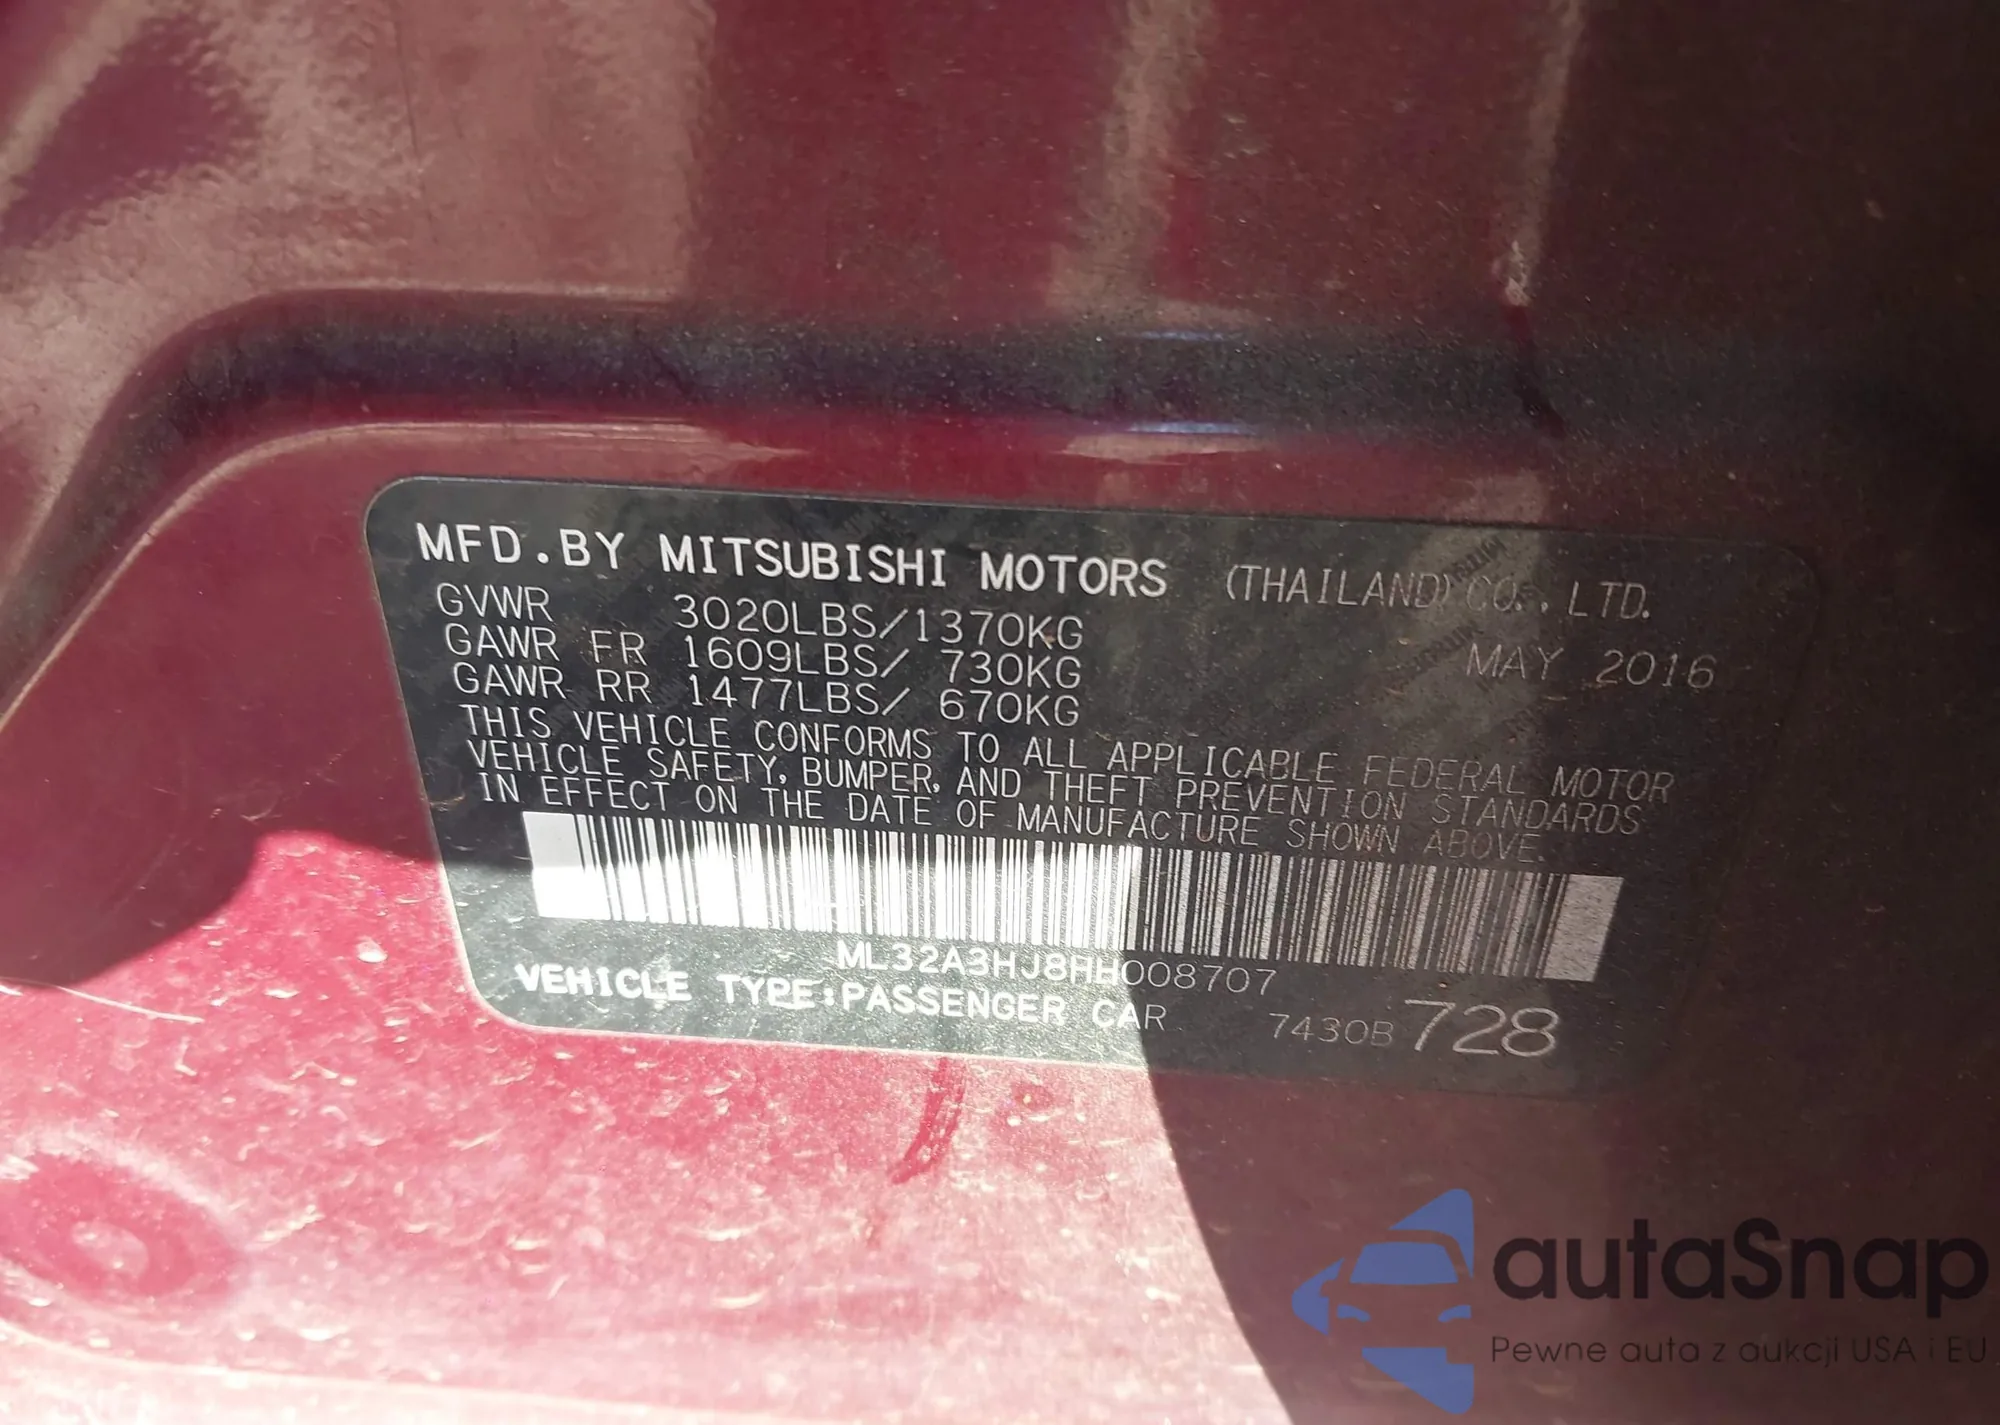 MFD.BY MITSUBISHI MOTORS (THAILAND) CO., LTD.
GVWR 3020LBS/1370KG
GAWR FR 1609LBS/ 730KG MAY 2016
GAWR RR 1477LBS/ 670KG
THIS VEHICLE CONFORMS TO ALL APPLICABLE FEDERAL MOTOR
VEHICLE SAFETY, BUMPER, AND THEFT PREVENTION STANDARDS
IN EFFECT ON THE DATE OF MANUFACTURE SHOWN ABOVE.
ML32A3HJ8HH008707
VEHICLE TYPE:PASSENGER CAR 7430B 728
autaSnap
Pewne auta z aukcji USA i EU